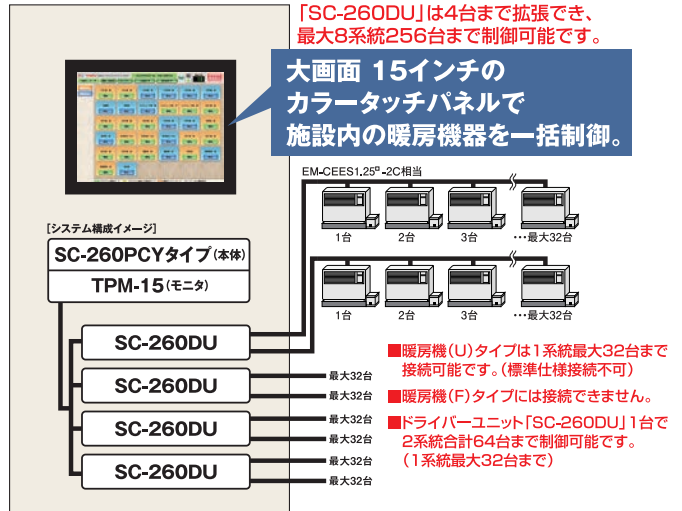 「SC-260DU」は4台まで拡張でき、
最大8系統256台まで制御可能です。
大画面 15インチの
カラータッチパネルで
施設内の暖房機器を一括制御。
EM-CEES1.25□-2C相当
1台 2台 3台 …最大32台
[システム構成イメージ]
SC-260PCYタイプ(本体)
TPM-15(モニタ)
1台 2台 3台 …最大32台
SC-260DU
SC-260DU
最大32台
最大32台
SC-260DU
最大32台
最大32台
SC-260DU
最大32台
最大32台
■暖房機(U)タイプは1系統最大32台まで
接続可能です。(標準仕様接続不可)
■暖房機(F)タイプには接続できません。
■ドライバーユニット「SC-260DU」1台で
2系統合計64台まで制御可能です。
(1系統最大32台まで)